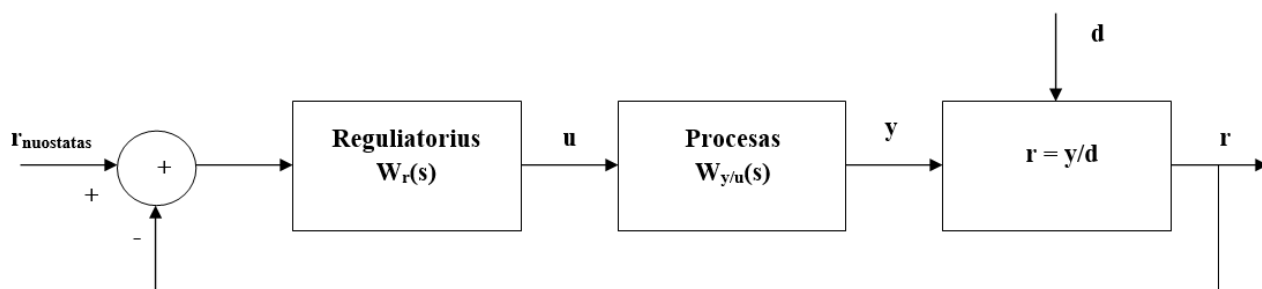 d
r_nuostatas
+
+
-
Reguliatorius
W_r(s)
u
Procesas
W_y/u(s)
y
r = y/d
r